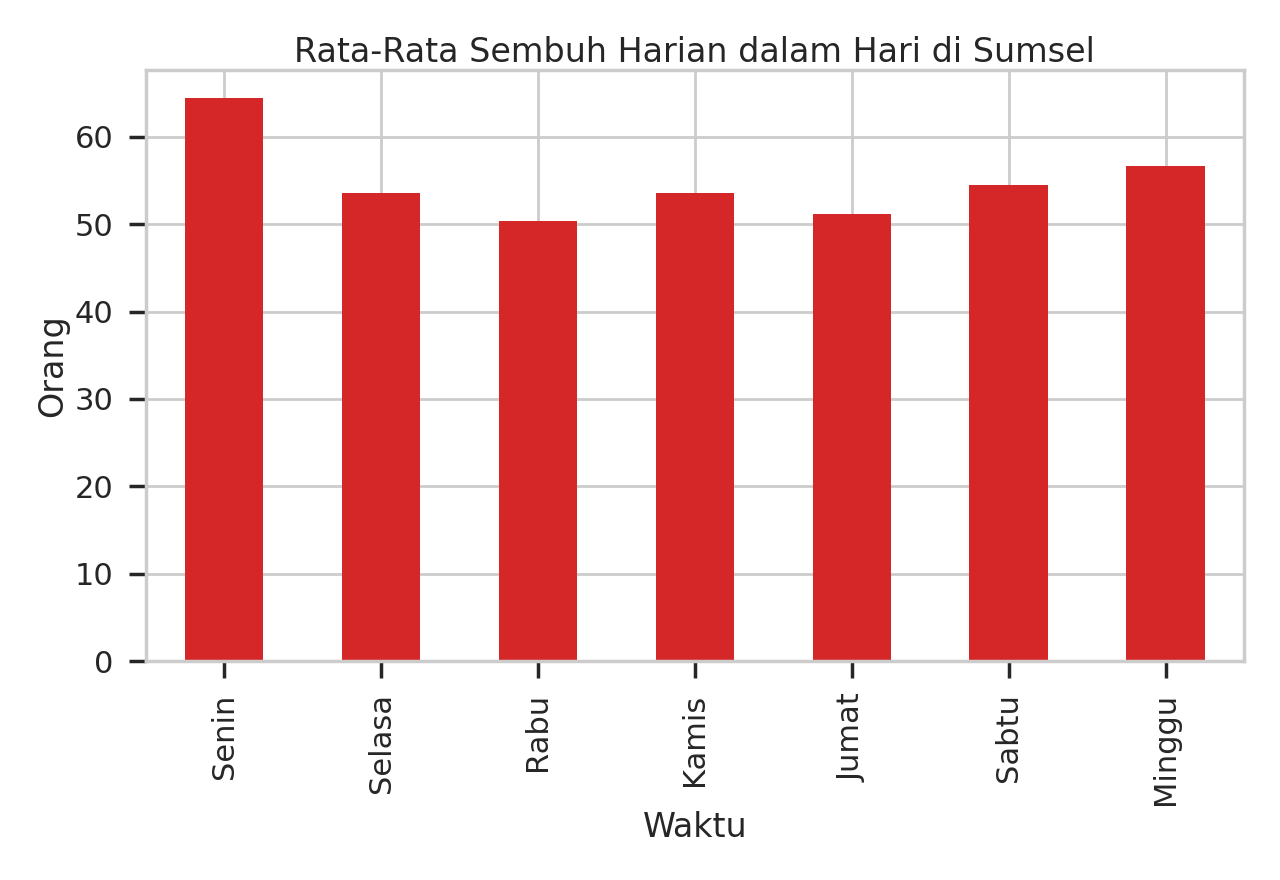 Rata-Rata Sembuh Harian dalam Hari di Sumsel
Orang
60
50
40
30
20
10
0
Senin
Selasa
Rabu
Kamis
Jumat
Sabtu
Minggu
Waktu